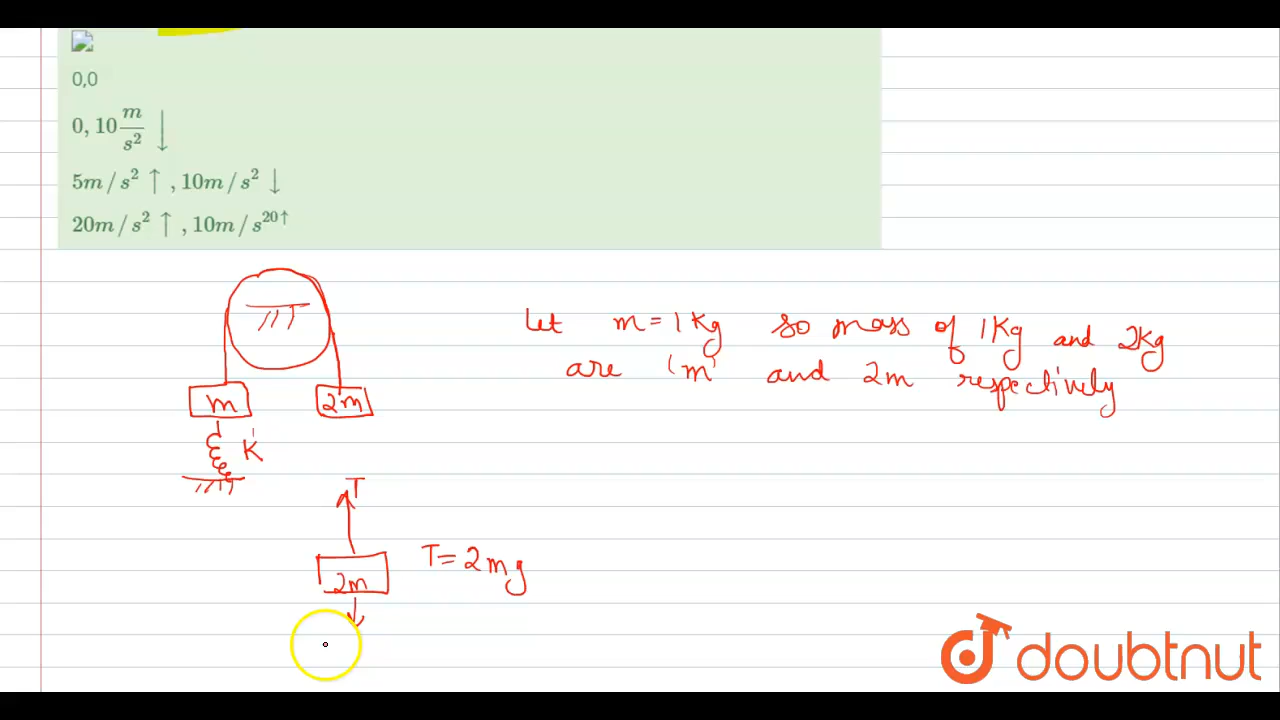 0,0
0, 10 m/s² ↓
5m/s² ↑ , 10m/s² ↓
20m/s² ↑ , 10m/s²⁰↑
Let m = 1 Kg so mass of 1Kg and 2Kg
are 'm' and 2m respectively
m
2m
K
T
T = 2mg
2m
doubtnut